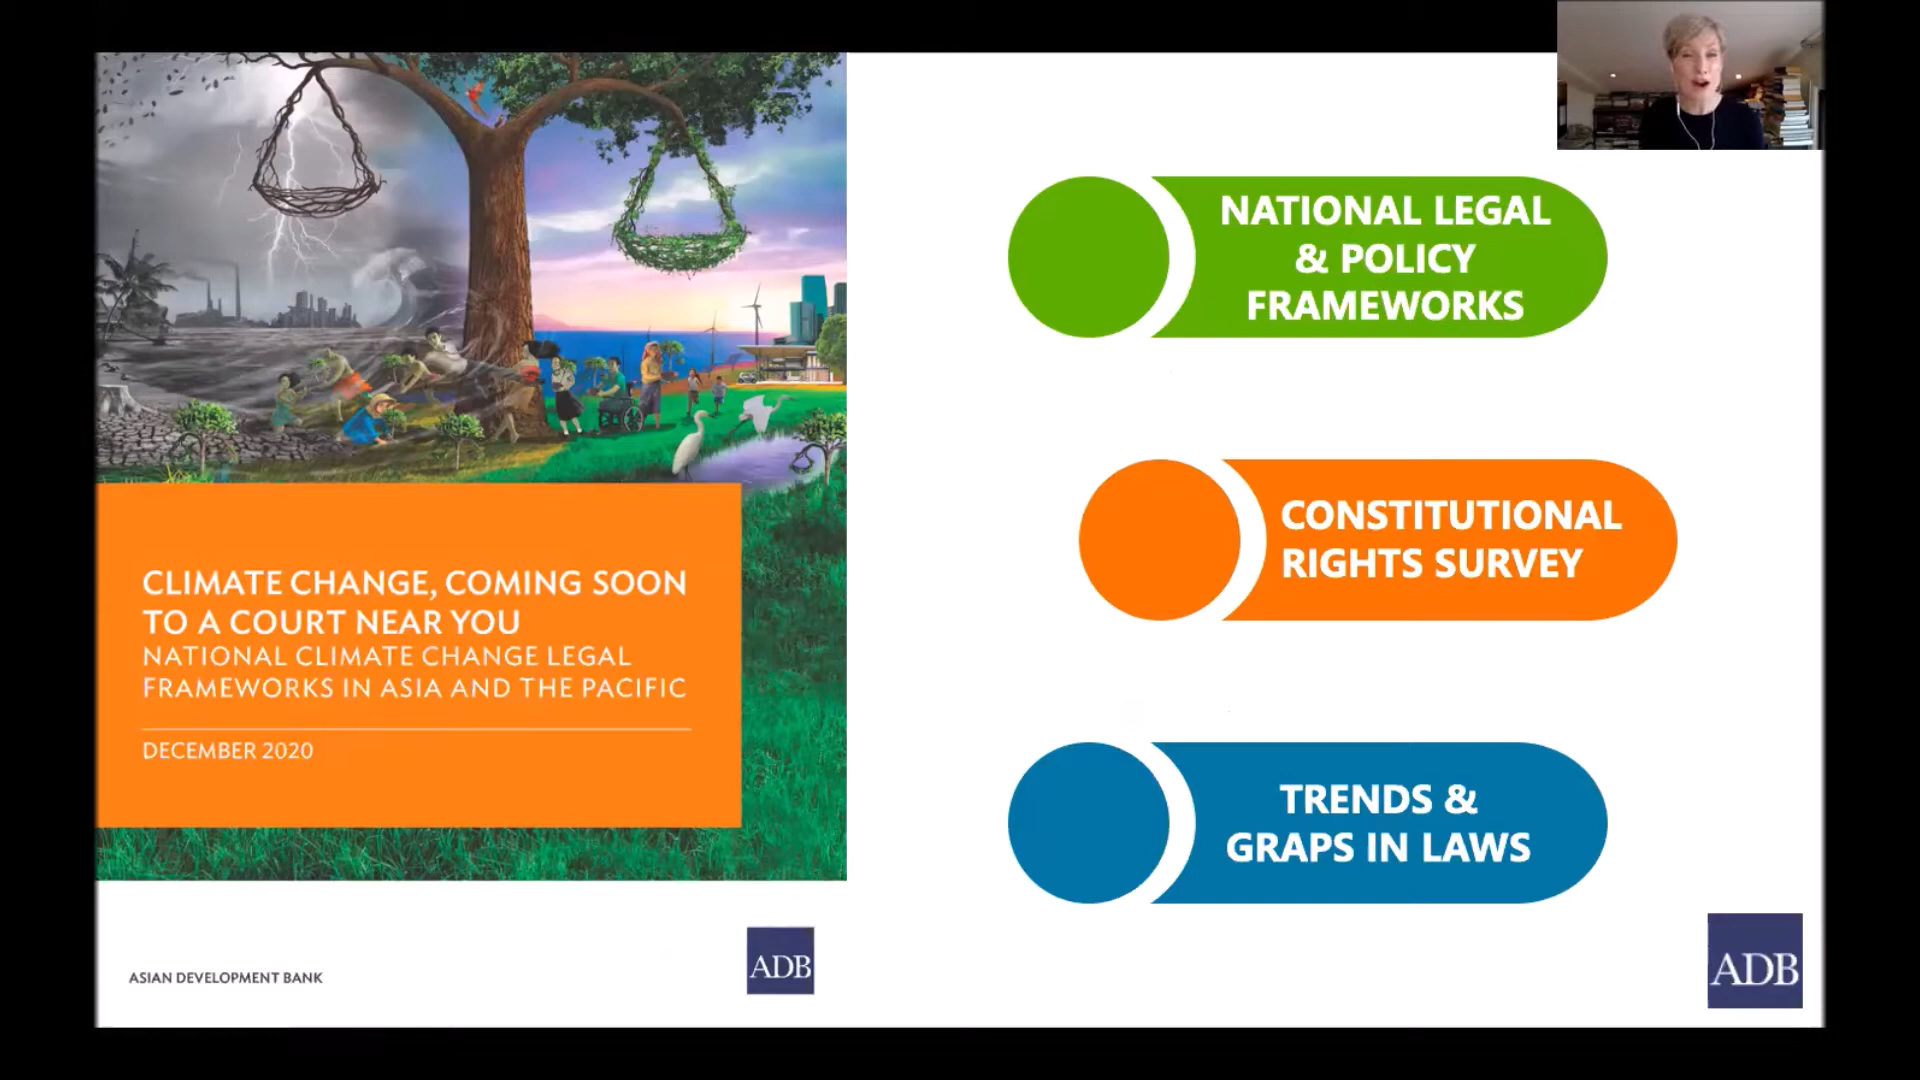 CLIMATE CHANGE, COMING SOON
TO A COURT NEAR YOU
NATIONAL CLIMATE CHANGE LEGAL
FRAMEWORKS IN ASIA AND THE PACIFIC
DECEMBER 2020
ASIAN DEVELOPMENT BANK
ADB
NATIONAL LEGAL
& POLICY
FRAMEWORKS
CONSTITUTIONAL
RIGHTS SURVEY
TRENDS &
GRAPS IN LAWS
ADB